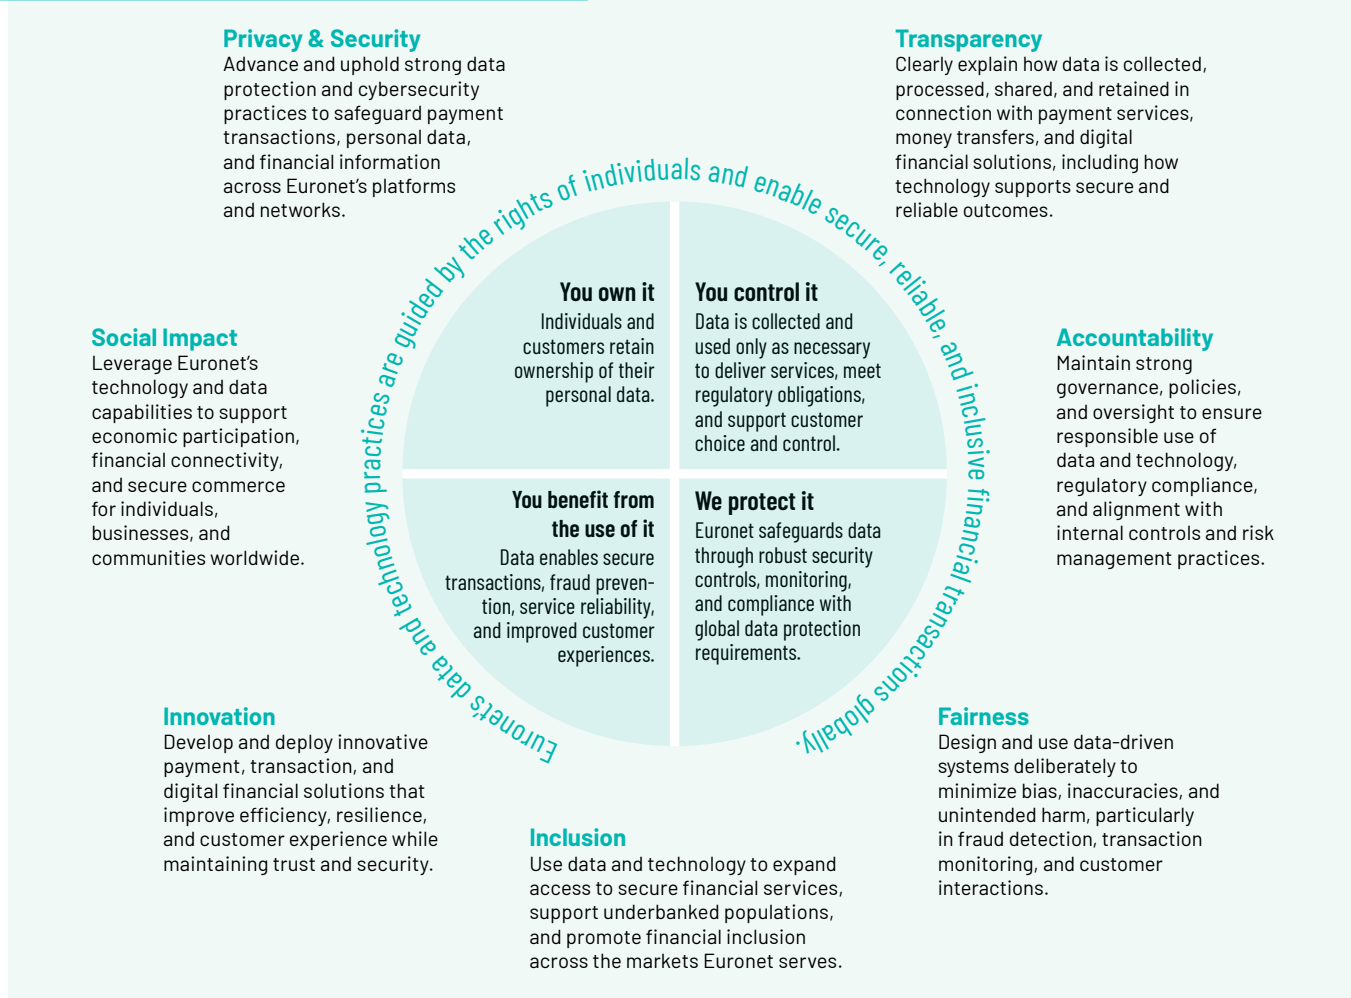 Privacy & Security
Advance and uphold strong data
protection and cybersecurity
practices to safeguard payment
transactions, personal data,
and financial information
across Euronet’s platforms
and networks.
Transparency
Clearly explain how data is collected,
processed, shared, and retained in
connection with payment services,
money transfers, and digital
financial solutions, including how
technology supports secure and
reliable outcomes.
Euronet’s data and technology practices are guided by the rights of individuals and enable secure, reliable, and inclusive financial transactions globally.
You own it
Individuals and
customers retain
ownership of their
personal data.
You control it
Data is collected and
used only as necessary
to deliver services, meet
regulatory obligations,
and support customer
choice and control.
You benefit from
the use of it
Data enables secure
transactions, fraud preven-
tion, service reliability,
and improved customer
experiences.
We protect it
Euronet safeguards data
through robust security
controls, monitoring,
and compliance with
global data protection
requirements.
Social Impact
Leverage Euronet’s
technology and data
capabilities to support
economic participation,
financial connectivity,
and secure commerce
for individuals,
businesses, and
communities worldwide.
Accountability
Maintain strong
governance, policies,
and oversight to ensure
responsible use of
data and technology,
regulatory compliance,
and alignment with
internal controls and risk
management practices.
Innovation
Develop and deploy innovative
payment, transaction, and
digital financial solutions that
improve efficiency, resilience,
and customer experience while
maintaining trust and security.
Inclusion
Use data and technology to expand
access to secure financial services,
support underbanked populations,
and promote financial inclusion
across the markets Euronet serves.
Fairness
Design and use data-driven
systems deliberately to
minimize bias, inaccuracies, and
unintended harm, particularly
in fraud detection, transaction
monitoring, and customer
interactions.